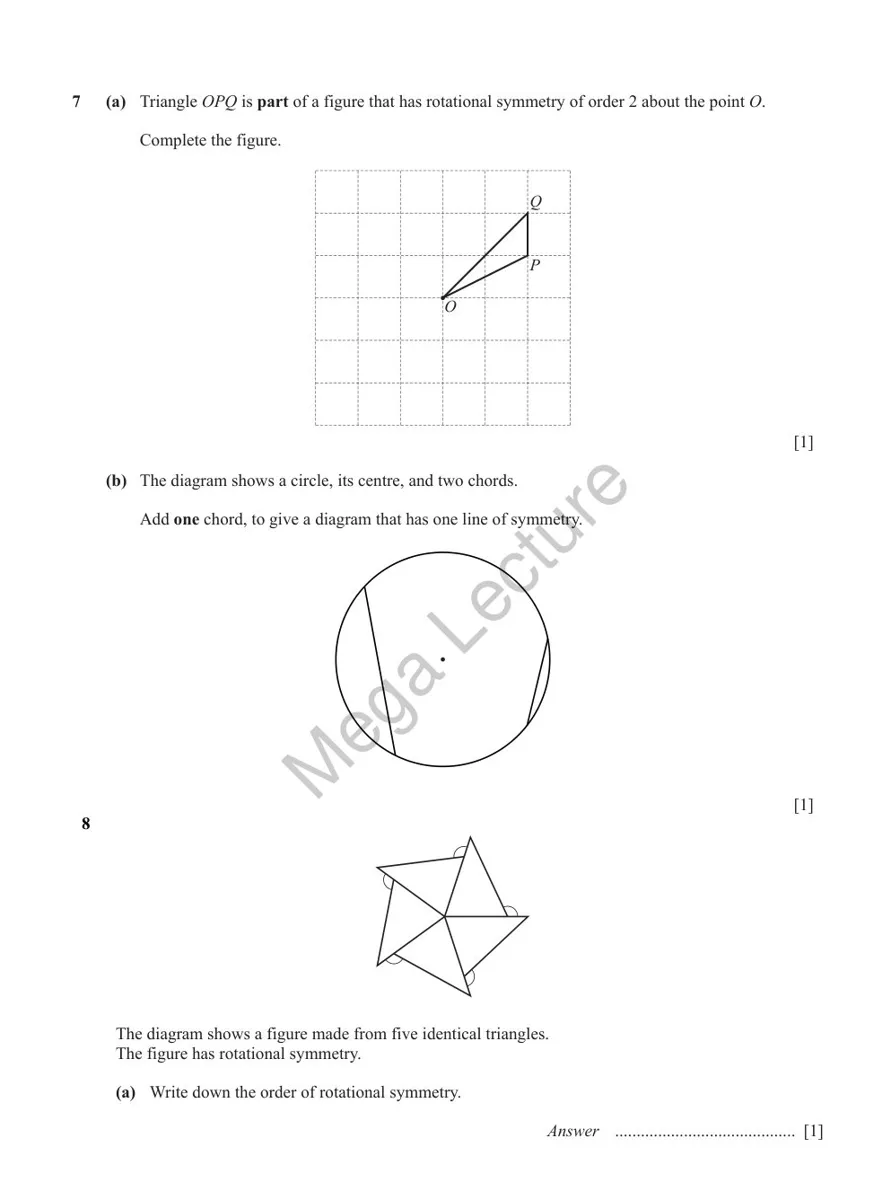 7 (a) Triangle OPQ is part of a figure that has rotational symmetry of order 2 about the point O.
Complete the figure.
Q
P
O
[1]
(b) The diagram shows a circle, its centre, and two chords.
Add one chord, to give a diagram that has one line of symmetry.
Mega Lecture
[1]
8
The diagram shows a figure made from five identical triangles.
The figure has rotational symmetry.
(a) Write down the order of rotational symmetry.
Answer .......................................... [1]